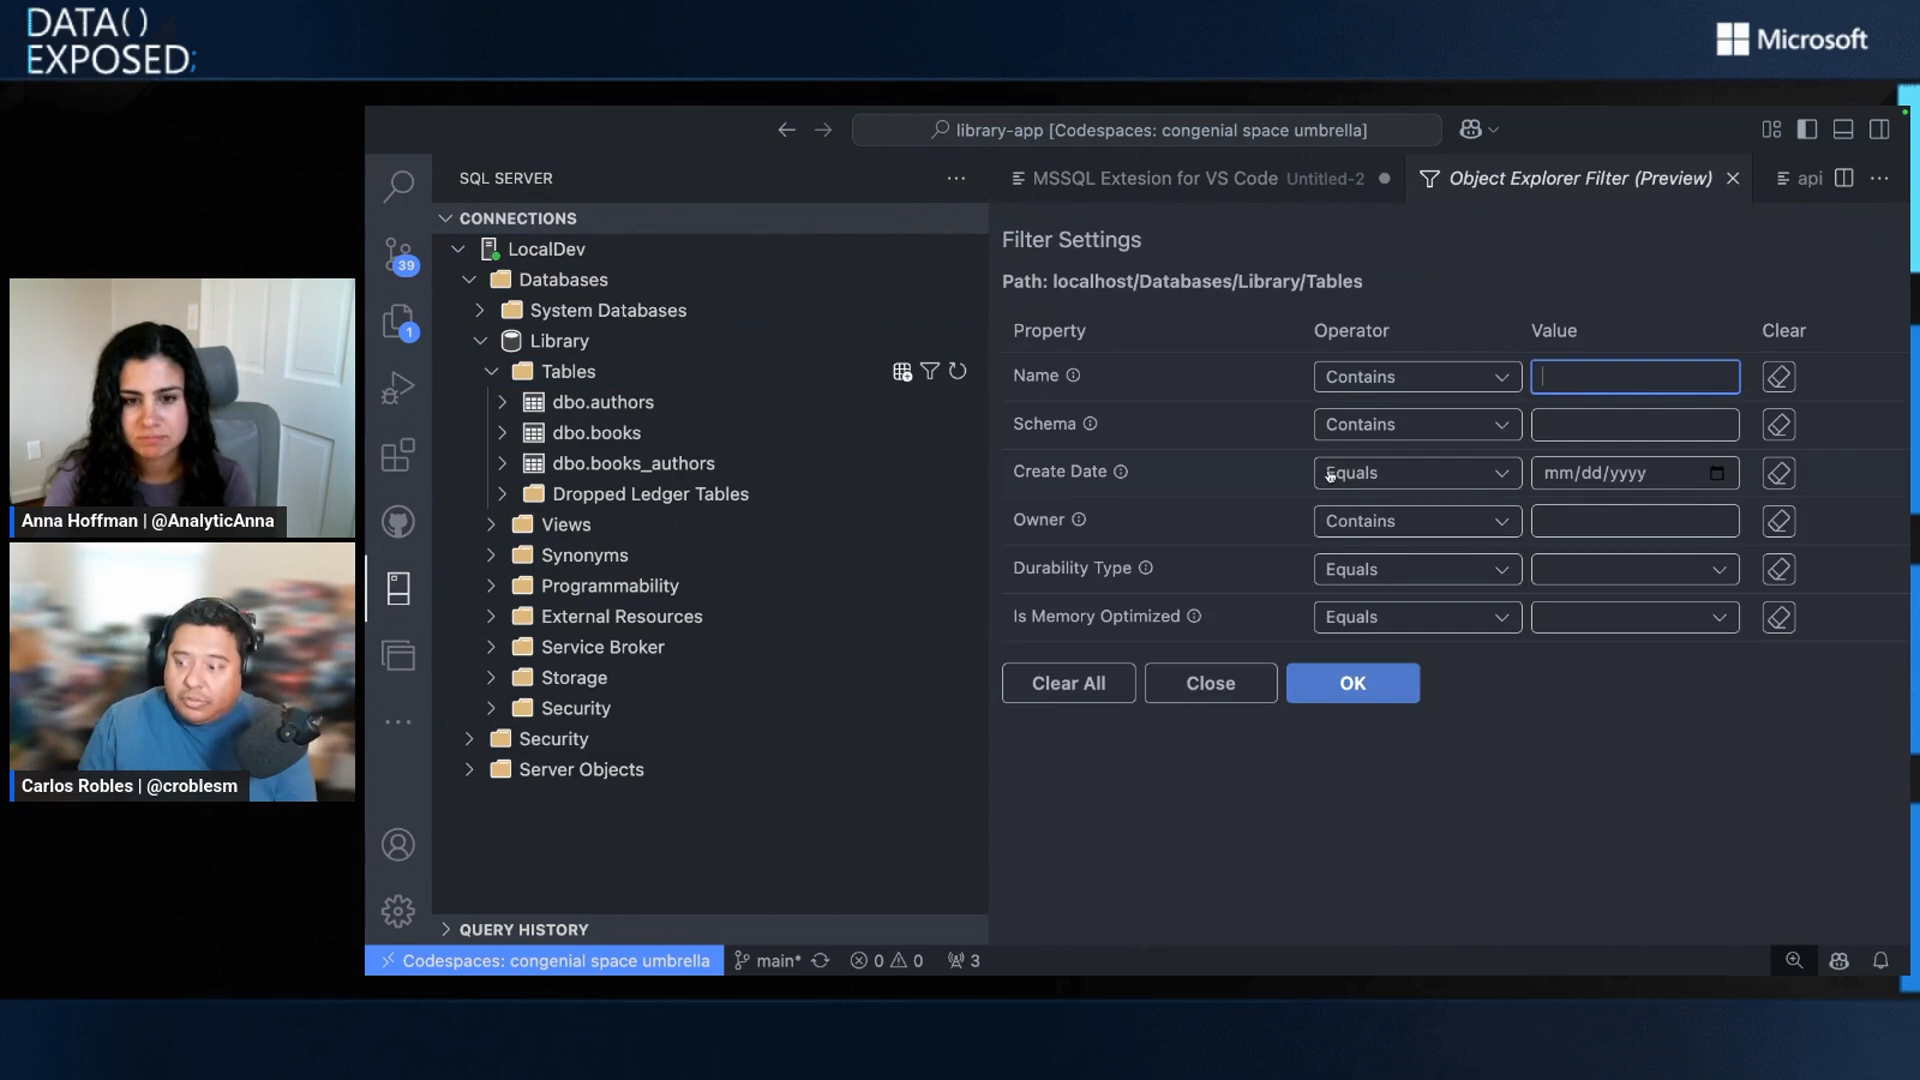 DATA()
EXPOSED;
Microsoft
library-app [Codespaces: congenial space umbrella]
SQL SERVER
MSSQL Extesion for VS Code Untitled-2
Object Explorer Filter (Preview)
api
CONNECTIONS
LocalDev
Databases
System Databases
Library
Tables
dbo.authors
dbo.books
dbo.books_authors
Dropped Ledger Tables
Views
Synonyms
Programmability
External Resources
Service Broker
Storage
Security
Security
Server Objects
QUERY HISTORY
39
1
Filter Settings
Path: localhost/Databases/Library/Tables
Property Operator Value Clear
Name Contains
Schema Contains
Create Date Equals mm/dd/yyyy
Owner Contains
Durability Type Equals
Is Memory Optimized Equals
Clear All Close OK
Anna Hoffman | @AnalyticAnna
Carlos Robles | @croblesm
Codespaces: congenial space umbrella main* 0 0 3